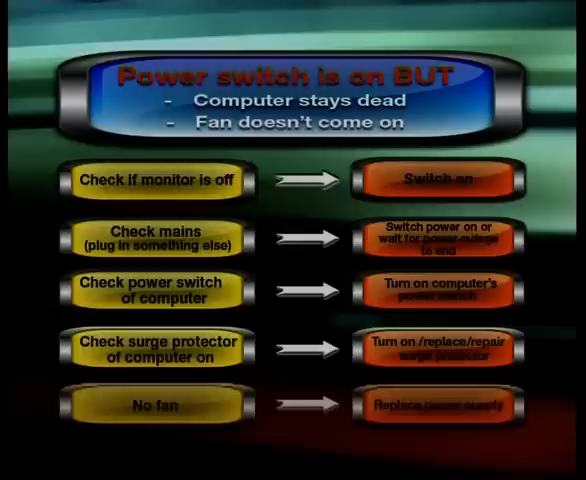 Power switch is on BUT
- Computer stays dead
- Fan doesn't come on
Check if monitor is off
Switch on
Check mains
(plug in something else)
Switch power on or
wait for power outage
to end
Check power switch
of computer
Turn on computer's
power switch
Check surge protector
of computer on
Turn on /replace/repair
surge protector
No fan
Replace power supply